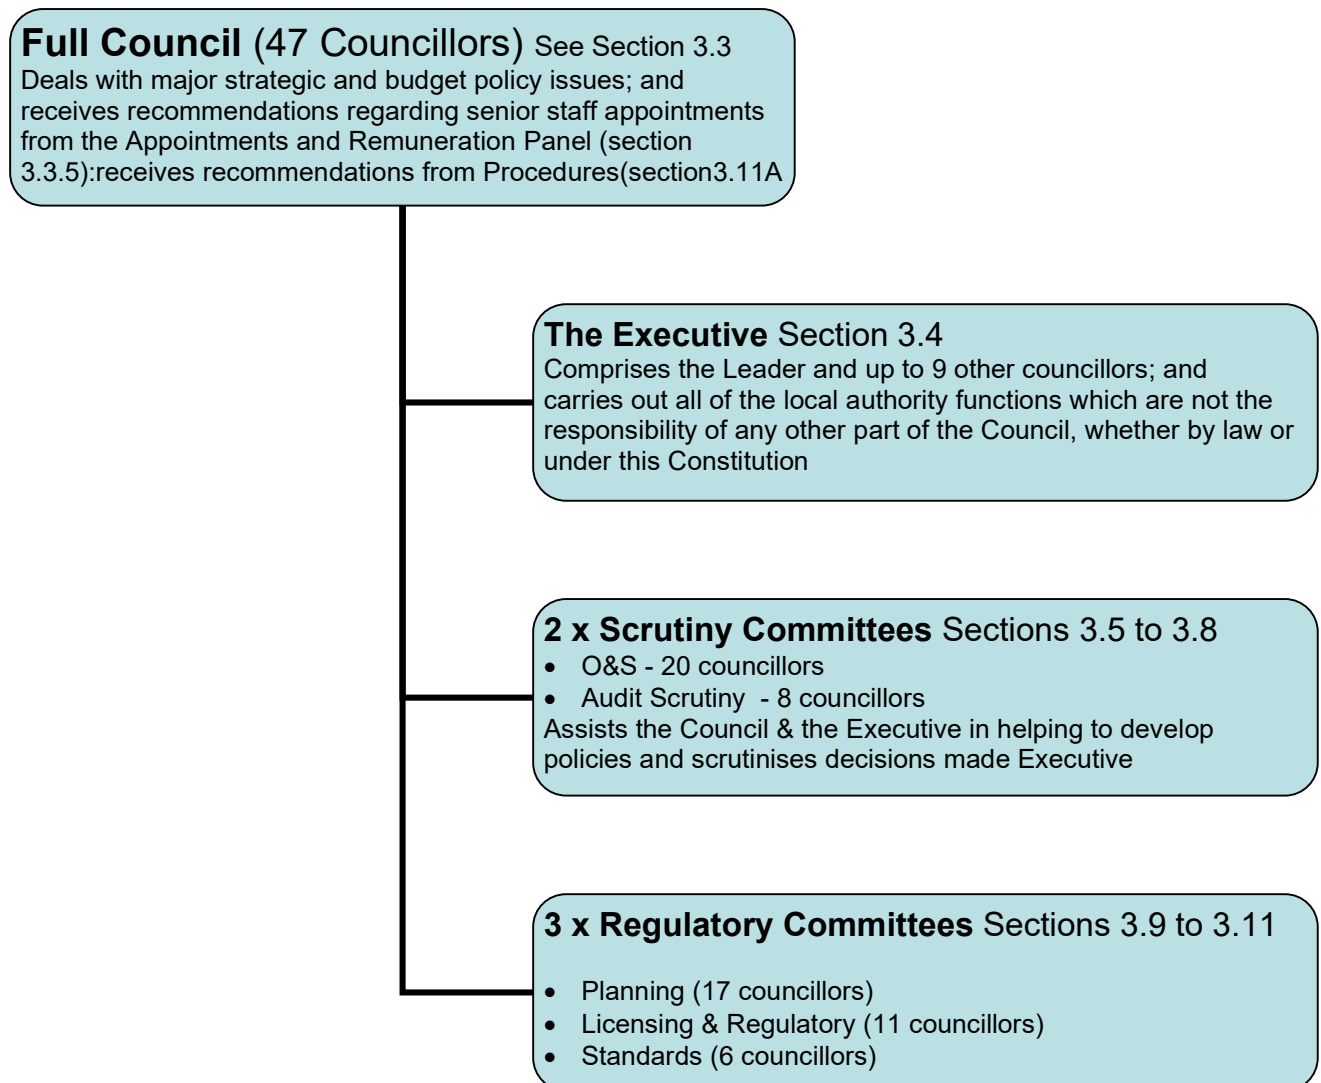 Full Council (47 Councillors) See Section 3.3
Deals with major strategic and budget policy issues; and
receives recommendations regarding senior staff appointments
from the Appointments and Remuneration Panel (section
3.3.5):receives recommendations from Procedures(section3.11A
The Executive Section 3.4
Comprises the Leader and up to 9 other councillors; and
carries out all of the local authority functions which are not the
responsibility of any other part of the Council, whether by law or
under this Constitution
2 x Scrutiny Committees Sections 3.5 to 3.8
• O&S - 20 councillors
• Audit Scrutiny  - 8 councillors
Assists the Council & the Executive in helping to develop
policies and scrutinises decisions made Executive
3 x Regulatory Committees Sections 3.9 to 3.11
• Planning (17 councillors)
• Licensing & Regulatory (11 councillors)
• Standards (6 councillors)